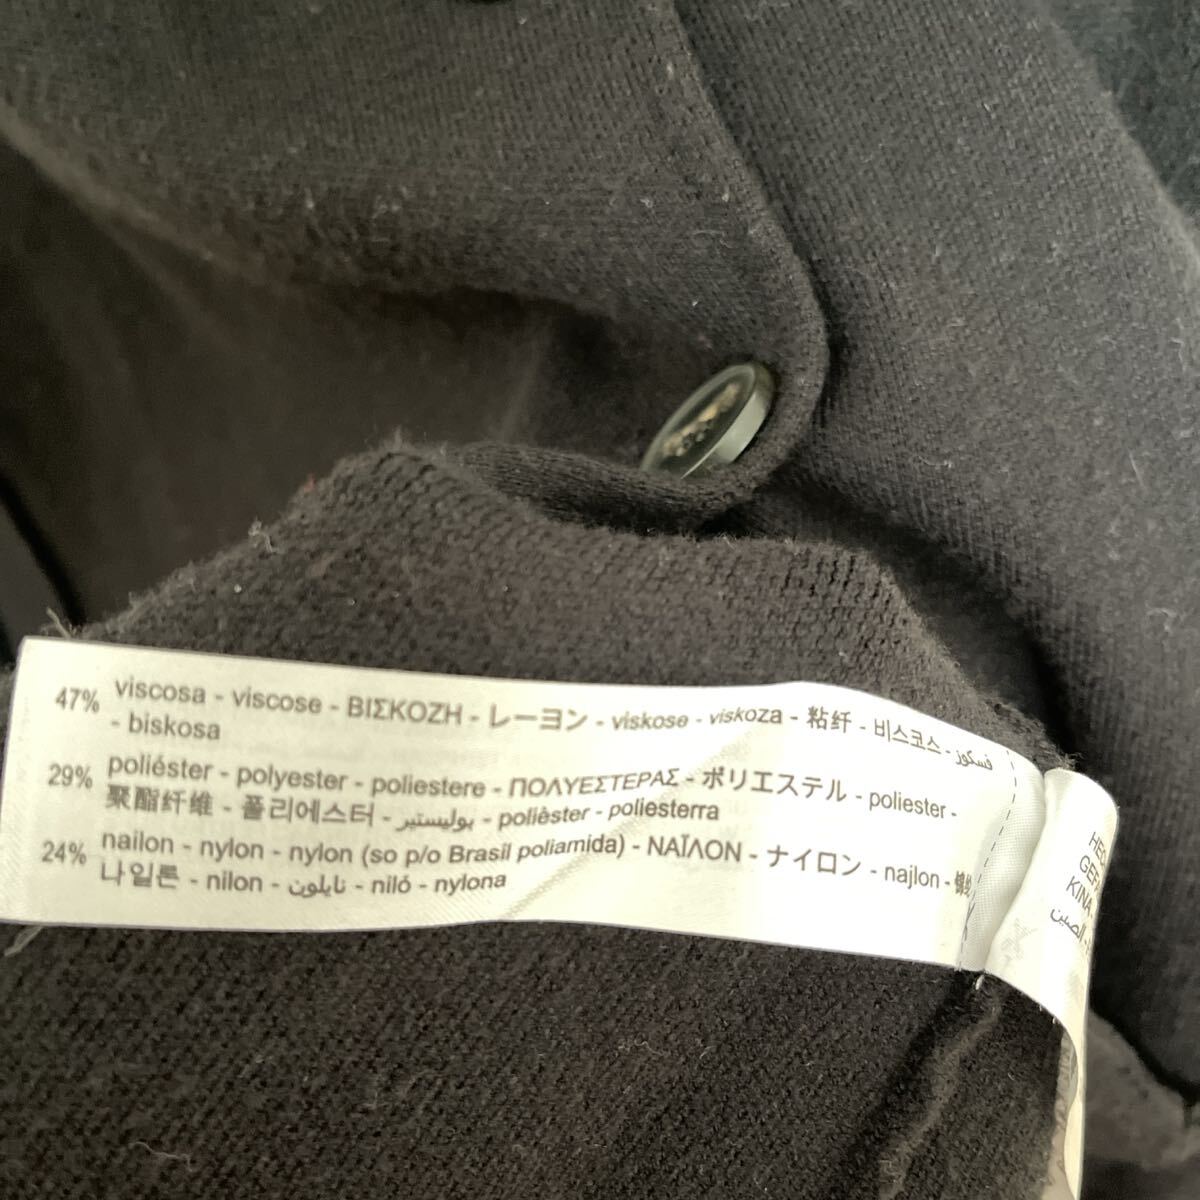 47% viscosa - viscose - ΒΙΣΚΟΖΗ - レーヨン - viskose - viskoza - 粘纤 - 비스코스 - فسكوز
- biskosa
29% poliéster - polyester - poliestere - ΠΟΛΥΕΣΤΕΡΑΣ - ポリエステル - poliester -
聚酯纤维 - 폴리에스터 - بوليستير - polièster - poliesterra
24% nailon - nylon - nylon (so p/o Brasil poliamida) - ΝΑΪΛΟΝ - ナイロン - najlon -
나일론 - nilon - نايلون - niló - nylona
KINA
الصين